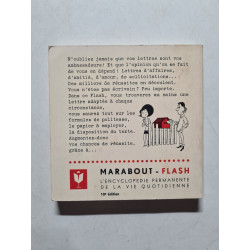 N'oubliez jamais que vos lettres sont vos
ambassadeurs! Et que l'opinion qu'on se fait
de vous en dépend! Lettres d'affaires,
d'amitié, d'amour, de sollicitations...
Des milliers de réussites en découlent.
Vous n'êtes pas écrivain? Peu importe.
Dans ce Flash, vous trouverez au moins une
lettre adaptée à chaque
circonstance,
vous saurez tout sur les
formules de politesse,
le papier à employer,
la disposition du texte.
Augmentez-donc
vos chances de réussite,
grâce à...
MARABOUT - FLASH
L'ENCYCLOPÉDIE PERMANENTE
DE LA VIE QUOTIDIENNE